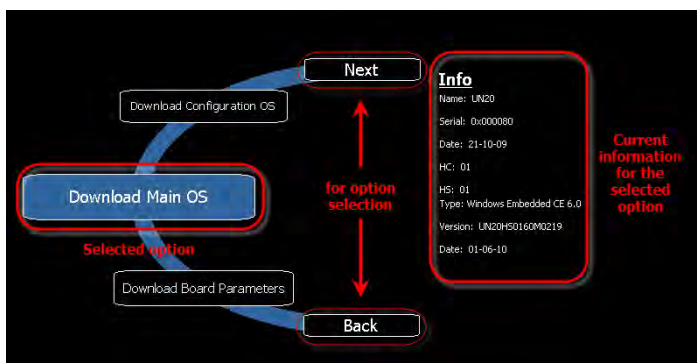 Next
Download Configuration OS
Download Main OS
Selected option
Download Board Parameters
Back
for option
selection
Info
Name: UN20
Serial: 0x000080
Date: 21-10-09
HC: 01
HS: 01
Type: Windows Embedded CE 6.0
Version: UN20HS0160M0219
Date: 01-06-10
Current
information
for the
selected
option